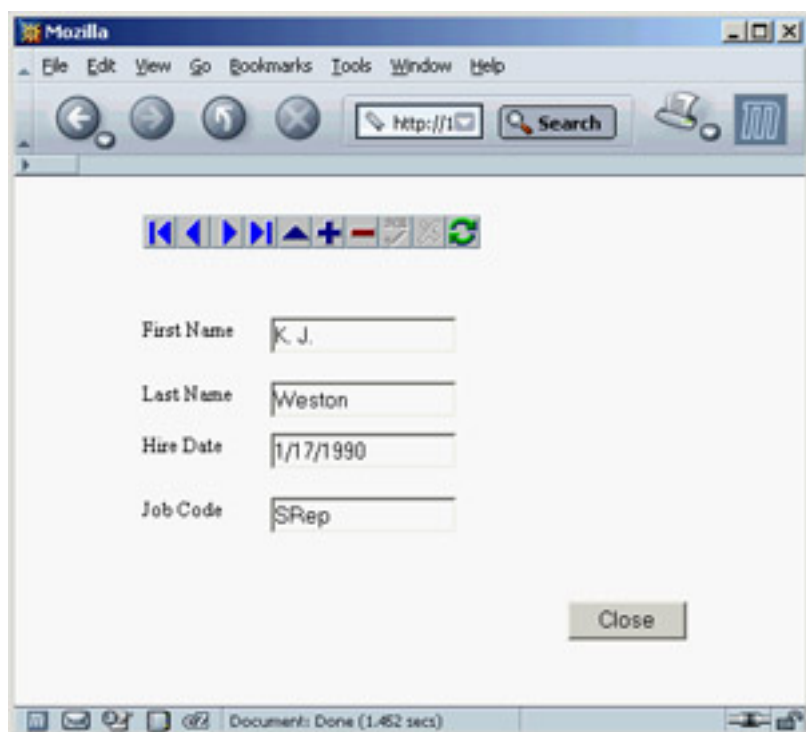 Mozilla
File Edit View Go Bookmarks Tools Window Help
http://1 Search
First Name K. J.
Last Name Weston
Hire Date 1/17/1990
Job Code SRep
Close
Document: Done (1.462 secs)